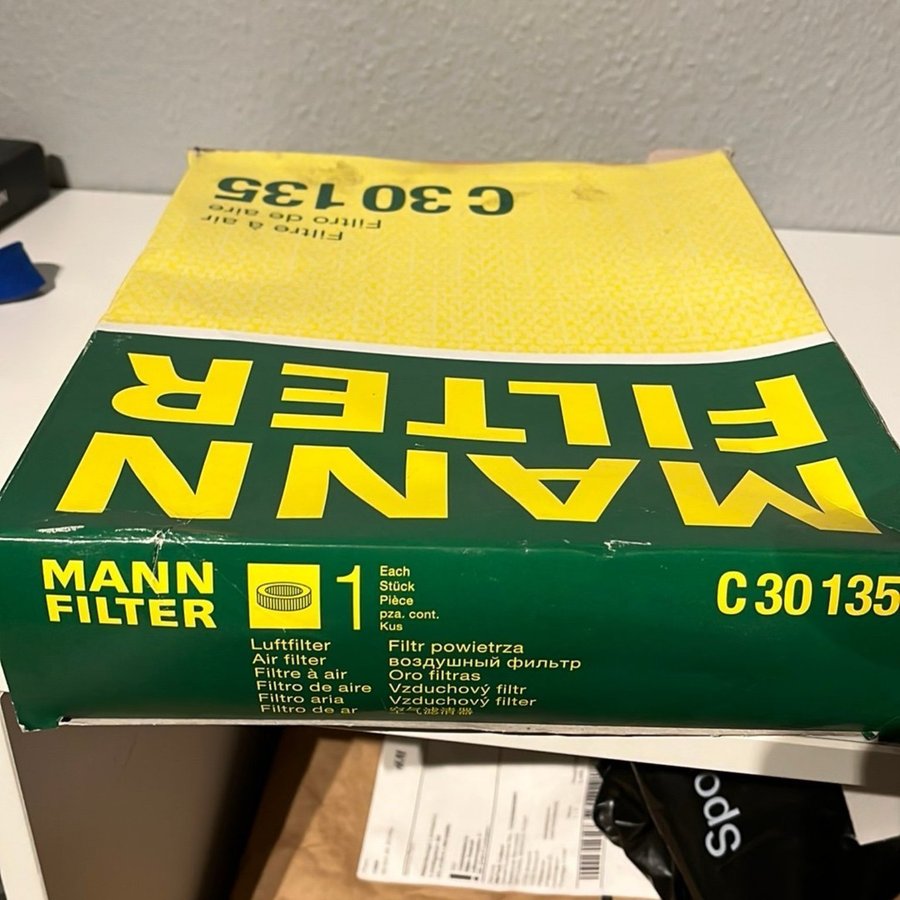 C 30 135
Filtro de aire
Filtre à air
MANN
FILTER
MANN
FILTER
1
Each
Stück
Pièce
pza. cont.
Kus
C 30 135
Luftfilter
Air filter
Filtre à air
Filtro de aire
Filtro aria
Filtro de ar
Filtr powietrza
воздушный фильтр
Oro filtras
Vzduchový filtr
Vzduchový filter
空气滤清器
spo